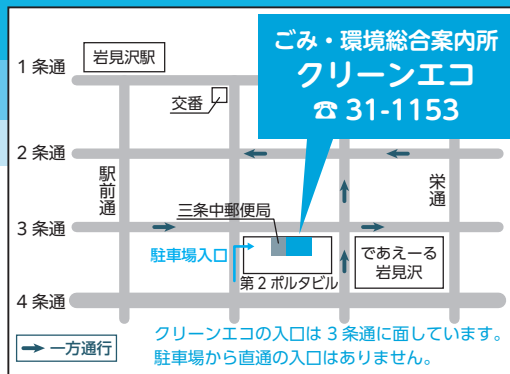 ごみ・環境総合案内所
クリーンエコ
☎ 31-1153
岩見沢駅
1 条通
交番
2 条通
駅前通
栄通
三条中郵便局
3 条通
駐車場入口
であえーる
岩見沢
第 2 ポルタビル
4 条通
→ 一方通行
クリーンエコの入口は 3 条通に面しています。
駐車場から直通の入口はありません。